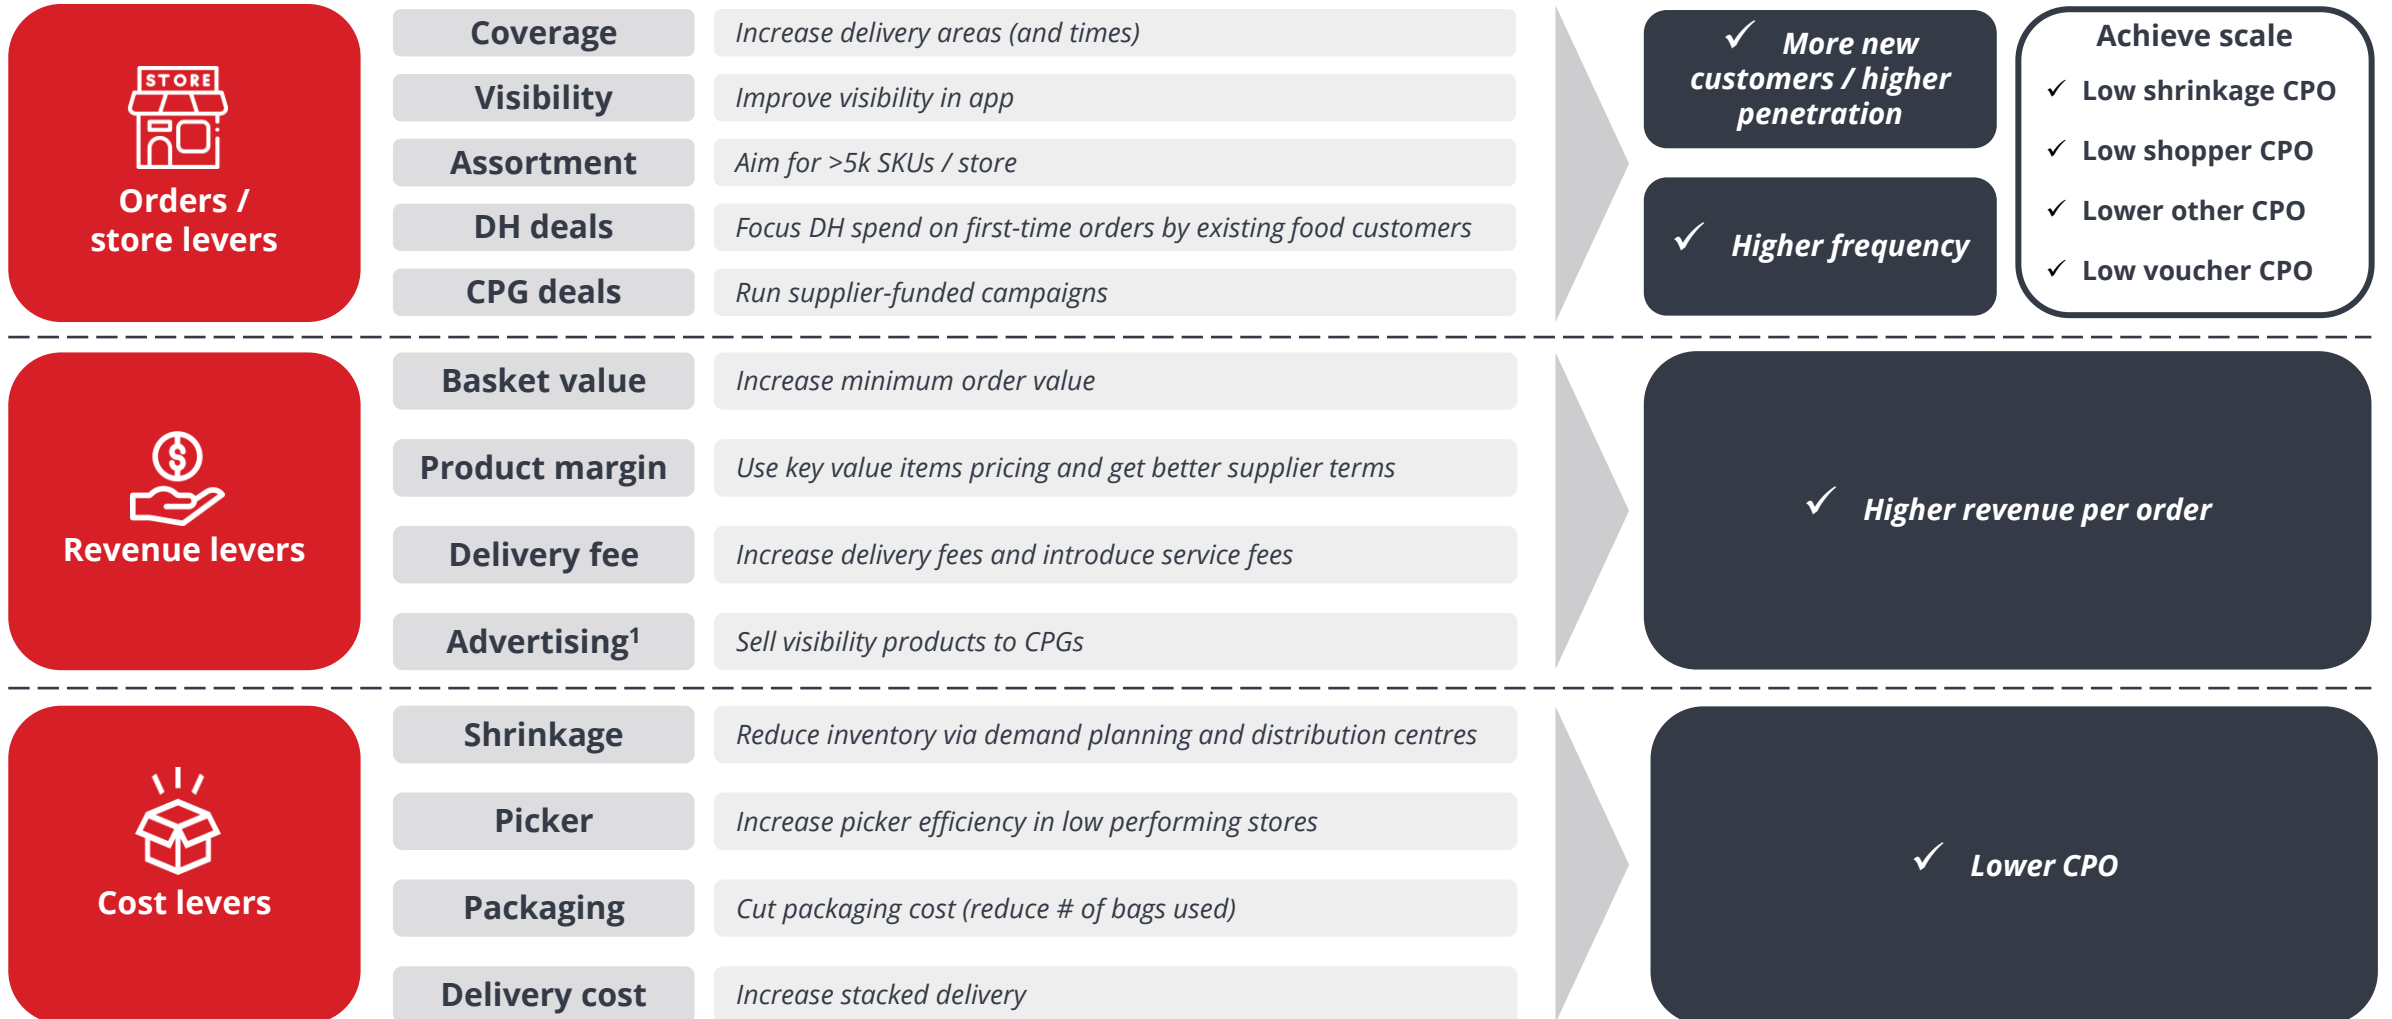 STORE
Orders /
store levers
Coverage
Increase delivery areas (and times)
Visibility
Improve visibility in app
Assortment
Aim for >5k SKUs / store
DH deals
Focus DH spend on first-time orders by existing food customers
CPG deals
Run supplier-funded campaigns
✓ More new
customers / higher
penetration
✓ Higher frequency
Achieve scale
✓ Low shrinkage CPO
✓ Low shopper CPO
✓ Lower other CPO
✓ Low voucher CPO
Revenue levers
Basket value
Increase minimum order value
Product margin
Use key value items pricing and get better supplier terms
Delivery fee
Increase delivery fees and introduce service fees
Advertising¹
Sell visibility products to CPGs
✓ Higher revenue per order
Cost levers
Shrinkage
Reduce inventory via demand planning and distribution centres
Picker
Increase picker efficiency in low performing stores
Packaging
Cut packaging cost (reduce # of bags used)
Delivery cost
Increase stacked delivery
✓ Lower CPO